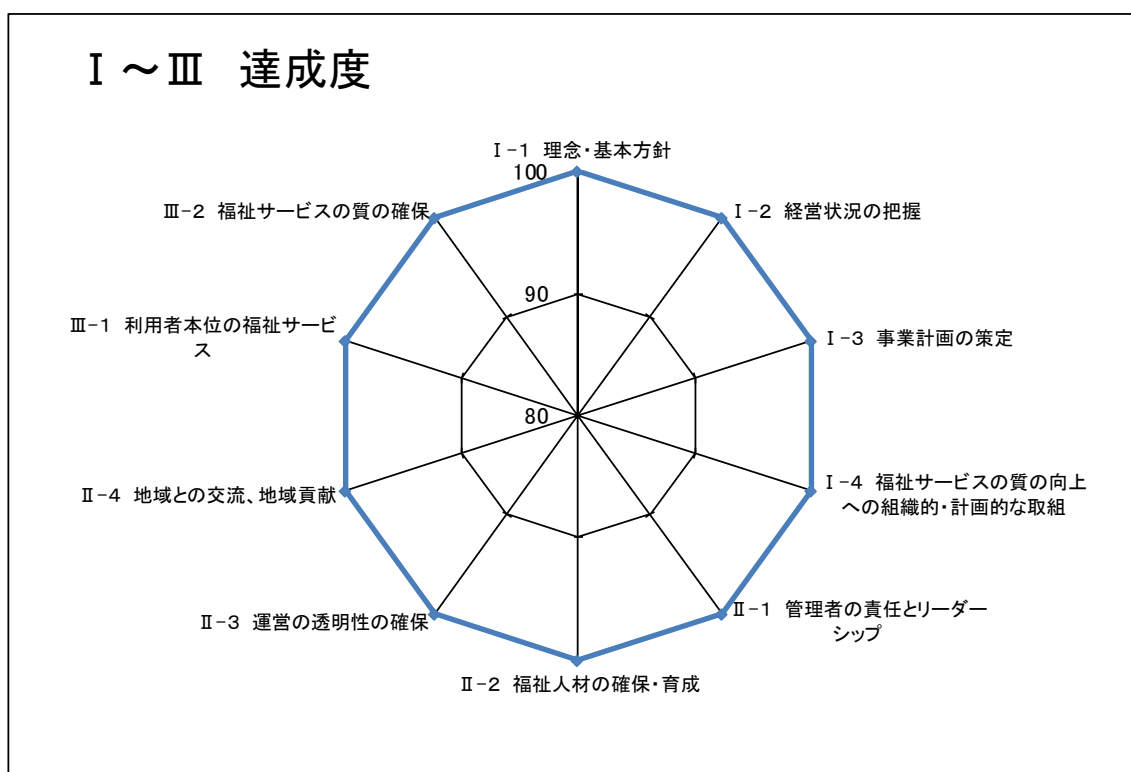 Ⅰ～Ⅲ 達成度
Ⅰ-1 理念・基本方針
100
90
80
Ⅰ-2 経営状況の把握
Ⅰ-3 事業計画の策定
Ⅰ-4 福祉サービスの質の向上
への組織的・計画的な取組
Ⅱ-1 管理者の責任とリーダー
シップ
Ⅱ-2 福祉人材の確保・育成
Ⅱ-3 運営の透明性の確保
Ⅱ-4 地域との交流、地域貢献
Ⅲ-1 利用者本位の福祉サービ
ス
Ⅲ-2 福祉サービスの質の確保